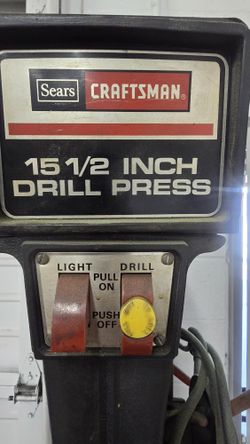 Sears CRAFTSMAN®
15 1/2 INCH
DRILL PRESS
LIGHT DRILL
PULL
ON
PUSH
OFF